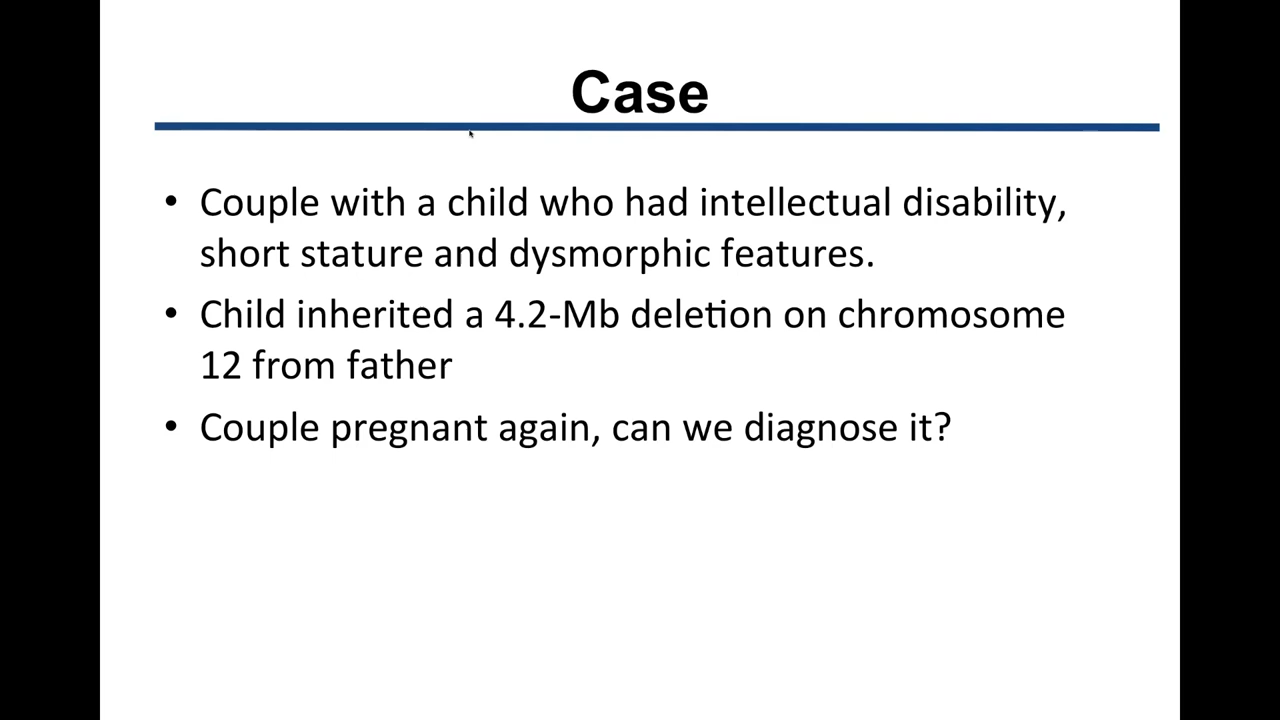 Case
• Couple with a child who had intellectual disability,
short stature and dysmorphic features.
• Child inherited a 4.2-Mb deletion on chromosome
12 from father
• Couple pregnant again, can we diagnose it?